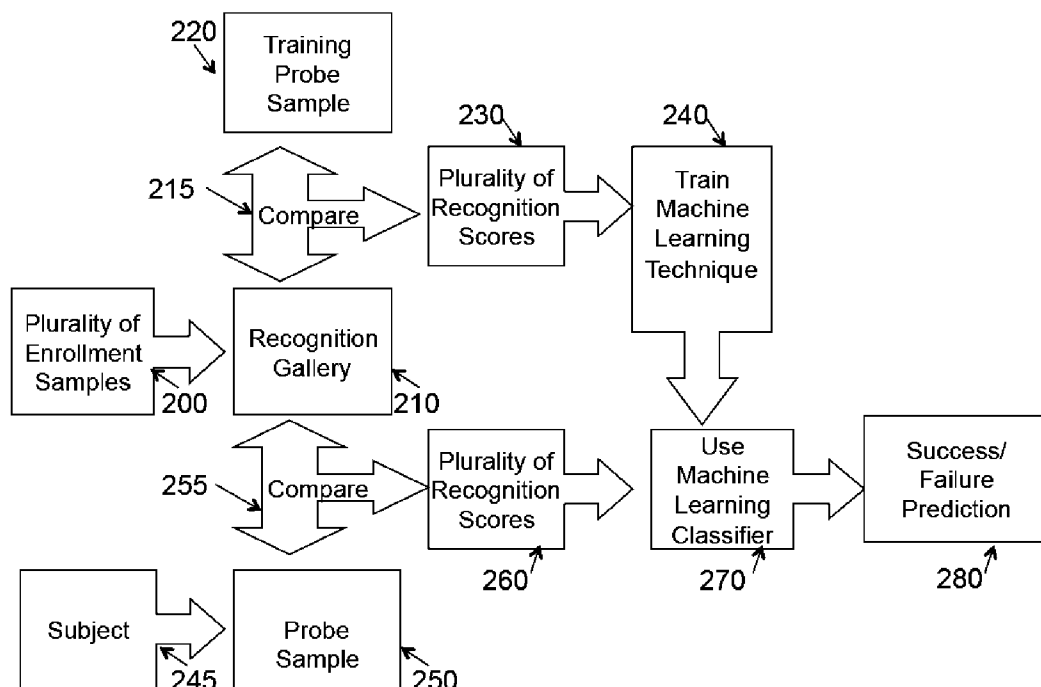 220
Training
Probe
Sample
230
240
215
Compare
Plurality of
Recognition
Scores
Train
Machine
Learning
Technique
Plurality of
Enrollment
Samples
200
Recognition
Gallery
210
255
Compare
Plurality of
Recognition
Scores
260
Use
Machine
Learning
Classifier
270
Success/
Failure
Prediction
280
Subject
245
Probe
Sample
250